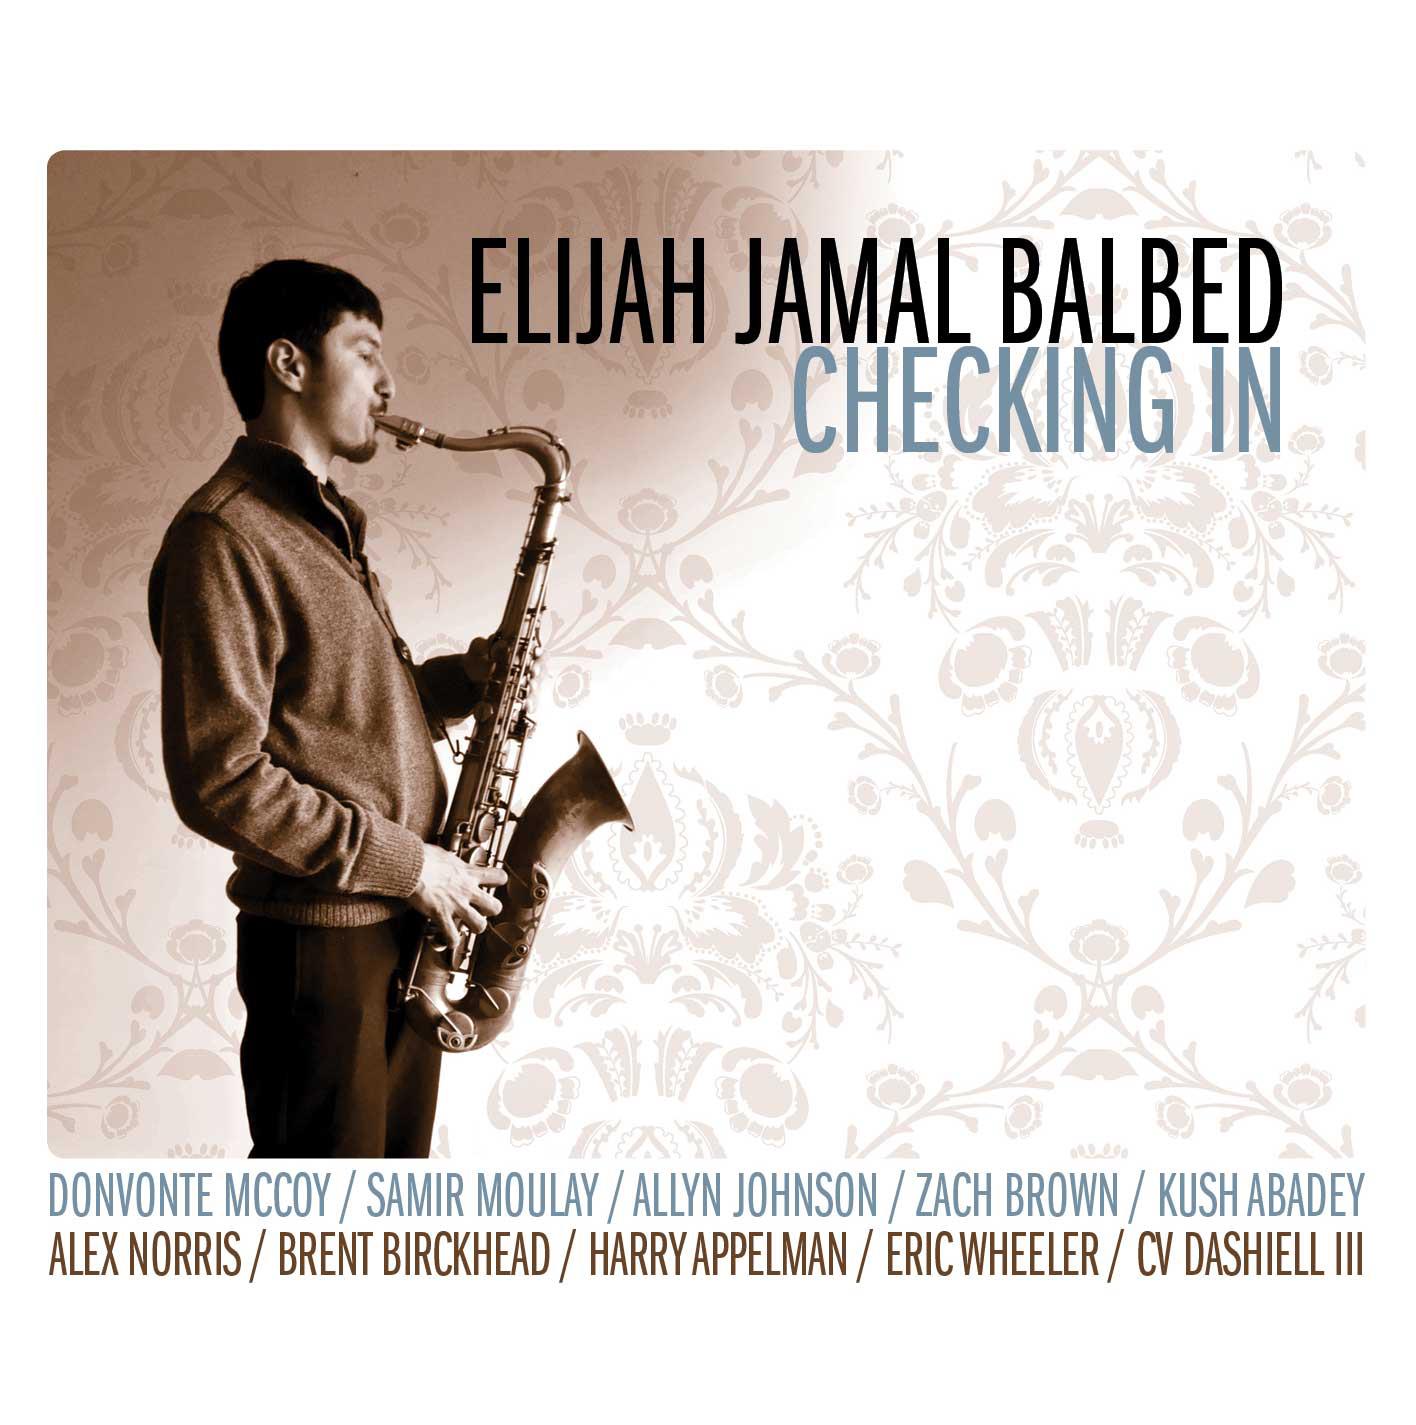 ELIJAH JAMAL BALBED
CHECKING IN
DONVONTE MCCOY / SAMIR MOULAY / ALLYN JOHNSON / ZACH BROWN / KUSH ABADEY
ALEX NORRIS / BRENT BIRCKHEAD / HARRY APPELMAN / ERIC WHEELER / CV DASHIELL III